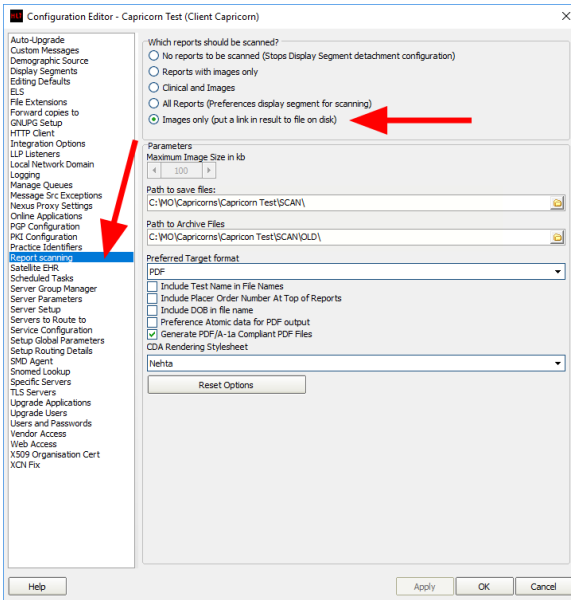 Configuration Editor - Capricorn Test (Client Capricorn)
Auto-Upgrade
Custom Messages
Demographic Source
Display Segments
Editing Defaults
ELS
File Extensions
Forward copies to
GNUPG Setup
HTTP Client
Integration Options
LLP Listeners
Local Network Domain
Logging
Manage Queues
Message Src Exceptions
Nexus Proxy Settings
Online Applications
PGP Configuration
PKI Configuration
Practice Identifiers
Report scanning
Satellite EHR
Scheduled Tasks
Server Group Manager
Server Parameters
Server Setup
Servers to Route to
Service Configuration
Setup Global Parameters
Setup Routing Details
SMD Agent
Snomed Lookup
Specific Servers
TLS Servers
Upgrade Applications
Upgrade Users
Users and Passwords
Vendor Access
Web Access
X509 Organisation Cert
XCN Fix
Which reports should be scanned?
No reports to be scanned (Stops Display Segment detachment configuration)
Reports with images only
Clinical and Images
All Reports (Preferences display segment for scanning)
Images only (put a link in result to file on disk)
Parameters
Maximum Image Size in kb
100
Path to save files:
C:\MO\Capricorns\Capricorn Test\SCAN\
Path to Archive Files
C:\MO\Capricorns\Capricon Test\SCAN\OLD\
Preferred Target format
PDF
Include Test Name in File Names
Include Placer Order Number At Top of Reports
Include DOB in file name
Preference Atomic data for PDF output
Generate PDF/A-1a Compliant PDF Files
CDA Rendering Stylesheet
Nehta
Reset Options
Help
Apply
OK
Cancel